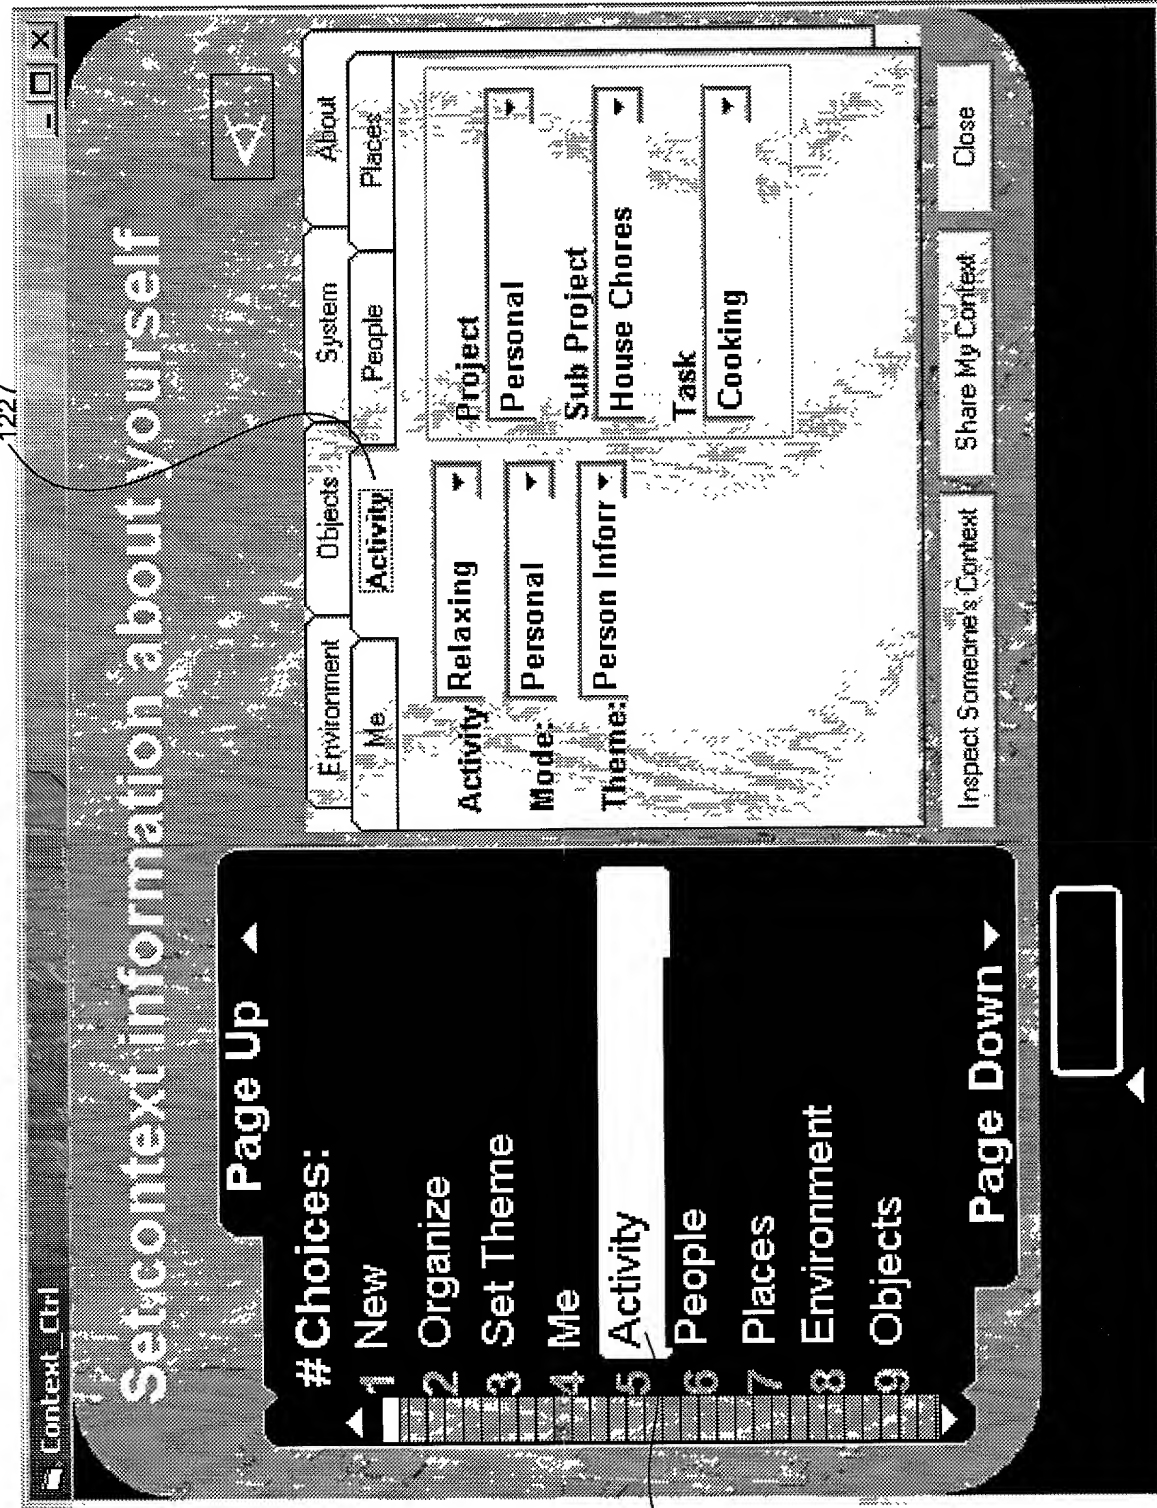 1227
Context_Ctrl
Set context information about yourself
Page Up
# Choices:
1 New
2 Organize
3 Set Theme
4 Me
5 Activity
6 People
7 Places
8 Environment
9 Objects
Page Down
Environment Objects System About
Me Activity People Places
Activity Relaxing
Mode: Personal
Theme: Person Inforr
Project
Personal
Sub Project
House Chores
Task
Cooking
Inspect Someone's Context Share My Context Close